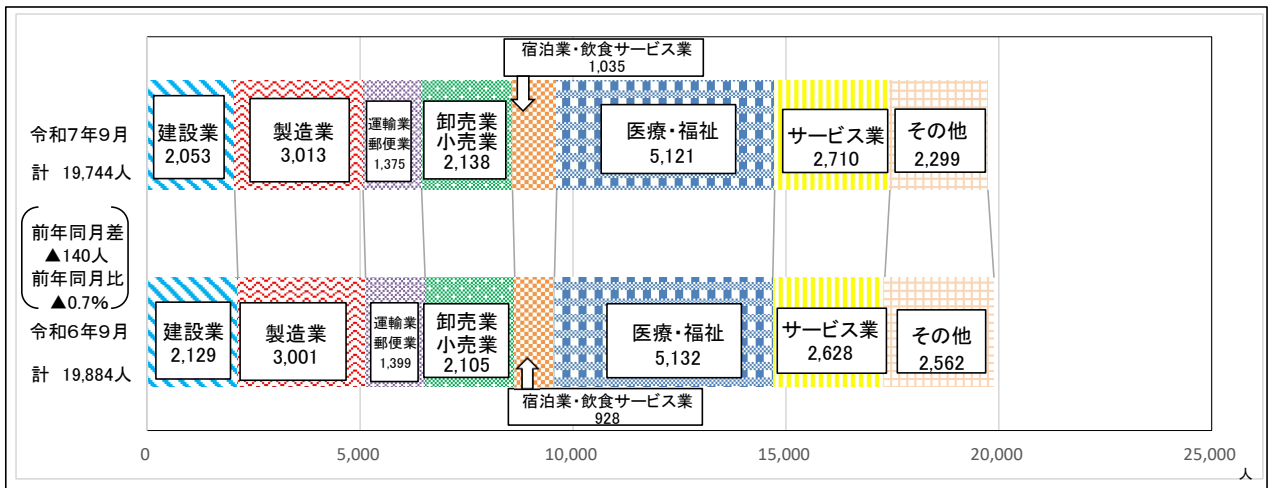 宿泊業・飲食サービス業
1,035
令和7年9月
計 19,744人
建設業
2,053
製造業
3,013
運輸業
郵便業
1,375
卸売業
小売業
2,138
医療・福祉
5,121
サービス業
2,710
その他
2,299
前年同月差
▲140人
前年同月比
▲0.7%
令和6年9月
計 19,884人
建設業
2,129
製造業
3,001
運輸業
郵便業
1,399
卸売業
小売業
2,105
医療・福祉
5,132
サービス業
2,628
その他
2,562
宿泊業・飲食サービス業
928
0 5,000 10,000 15,000 20,000 25,000
人